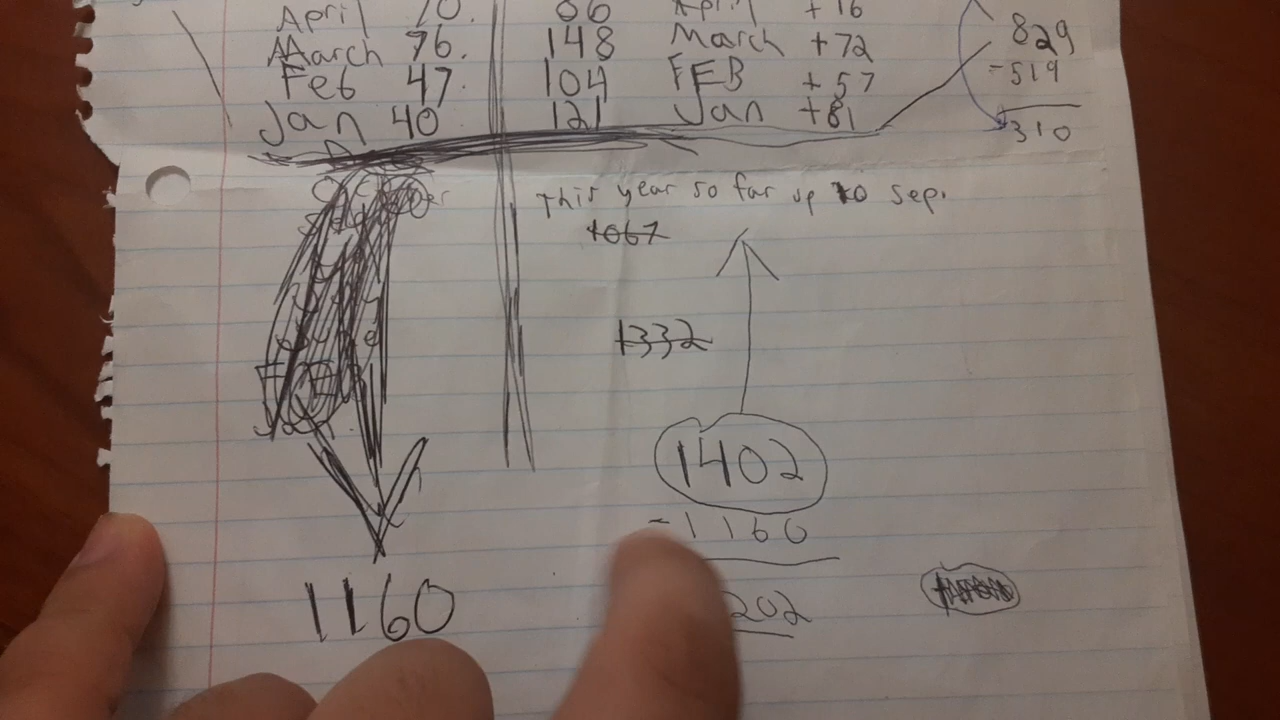 April 70. 66 April +16
March 76. 148 March +72
Feb 47. 104 FEB +57
Jan 40 121 Jan +81
829
-519
310
This year so far up to sep.
1067
1332
1402
-1160
202
1160